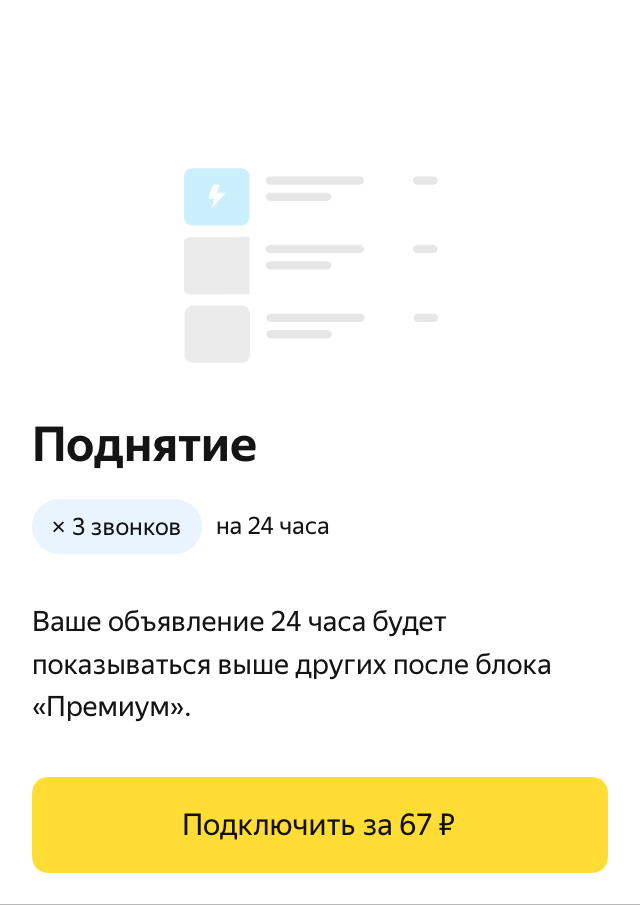 Поднятие
× 3 звонков на 24 часа
Ваше объявление 24 часа будет
показываться выше других после блока
«Премиум».
Подключить за 67 ₽